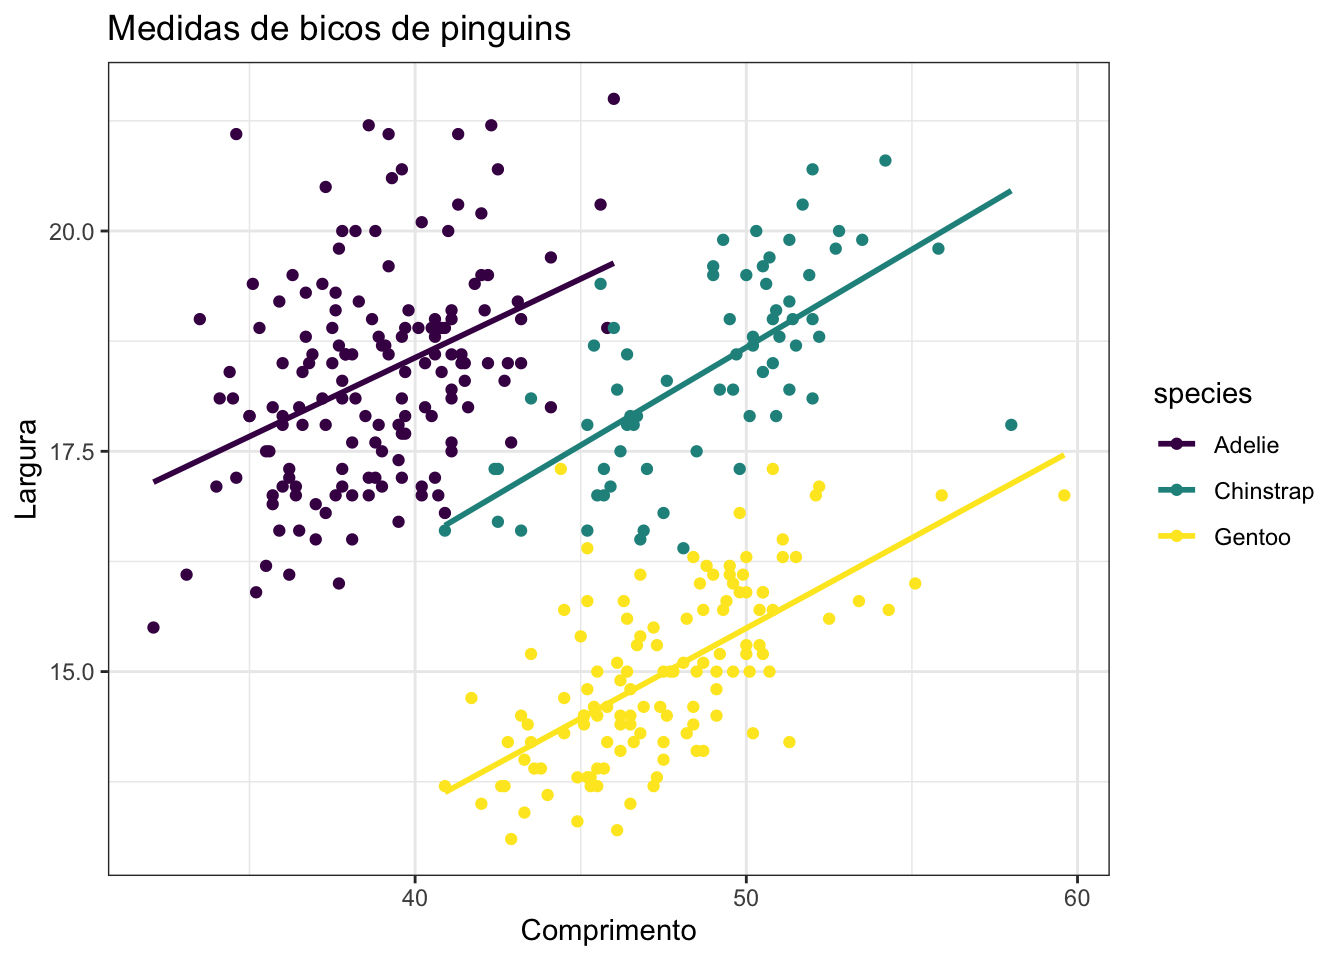 Medidas de bicos de pinguins
Largura
20.0
17.5
15.0
40
50
60
Comprimento
species
Adelie
Chinstrap
Gentoo